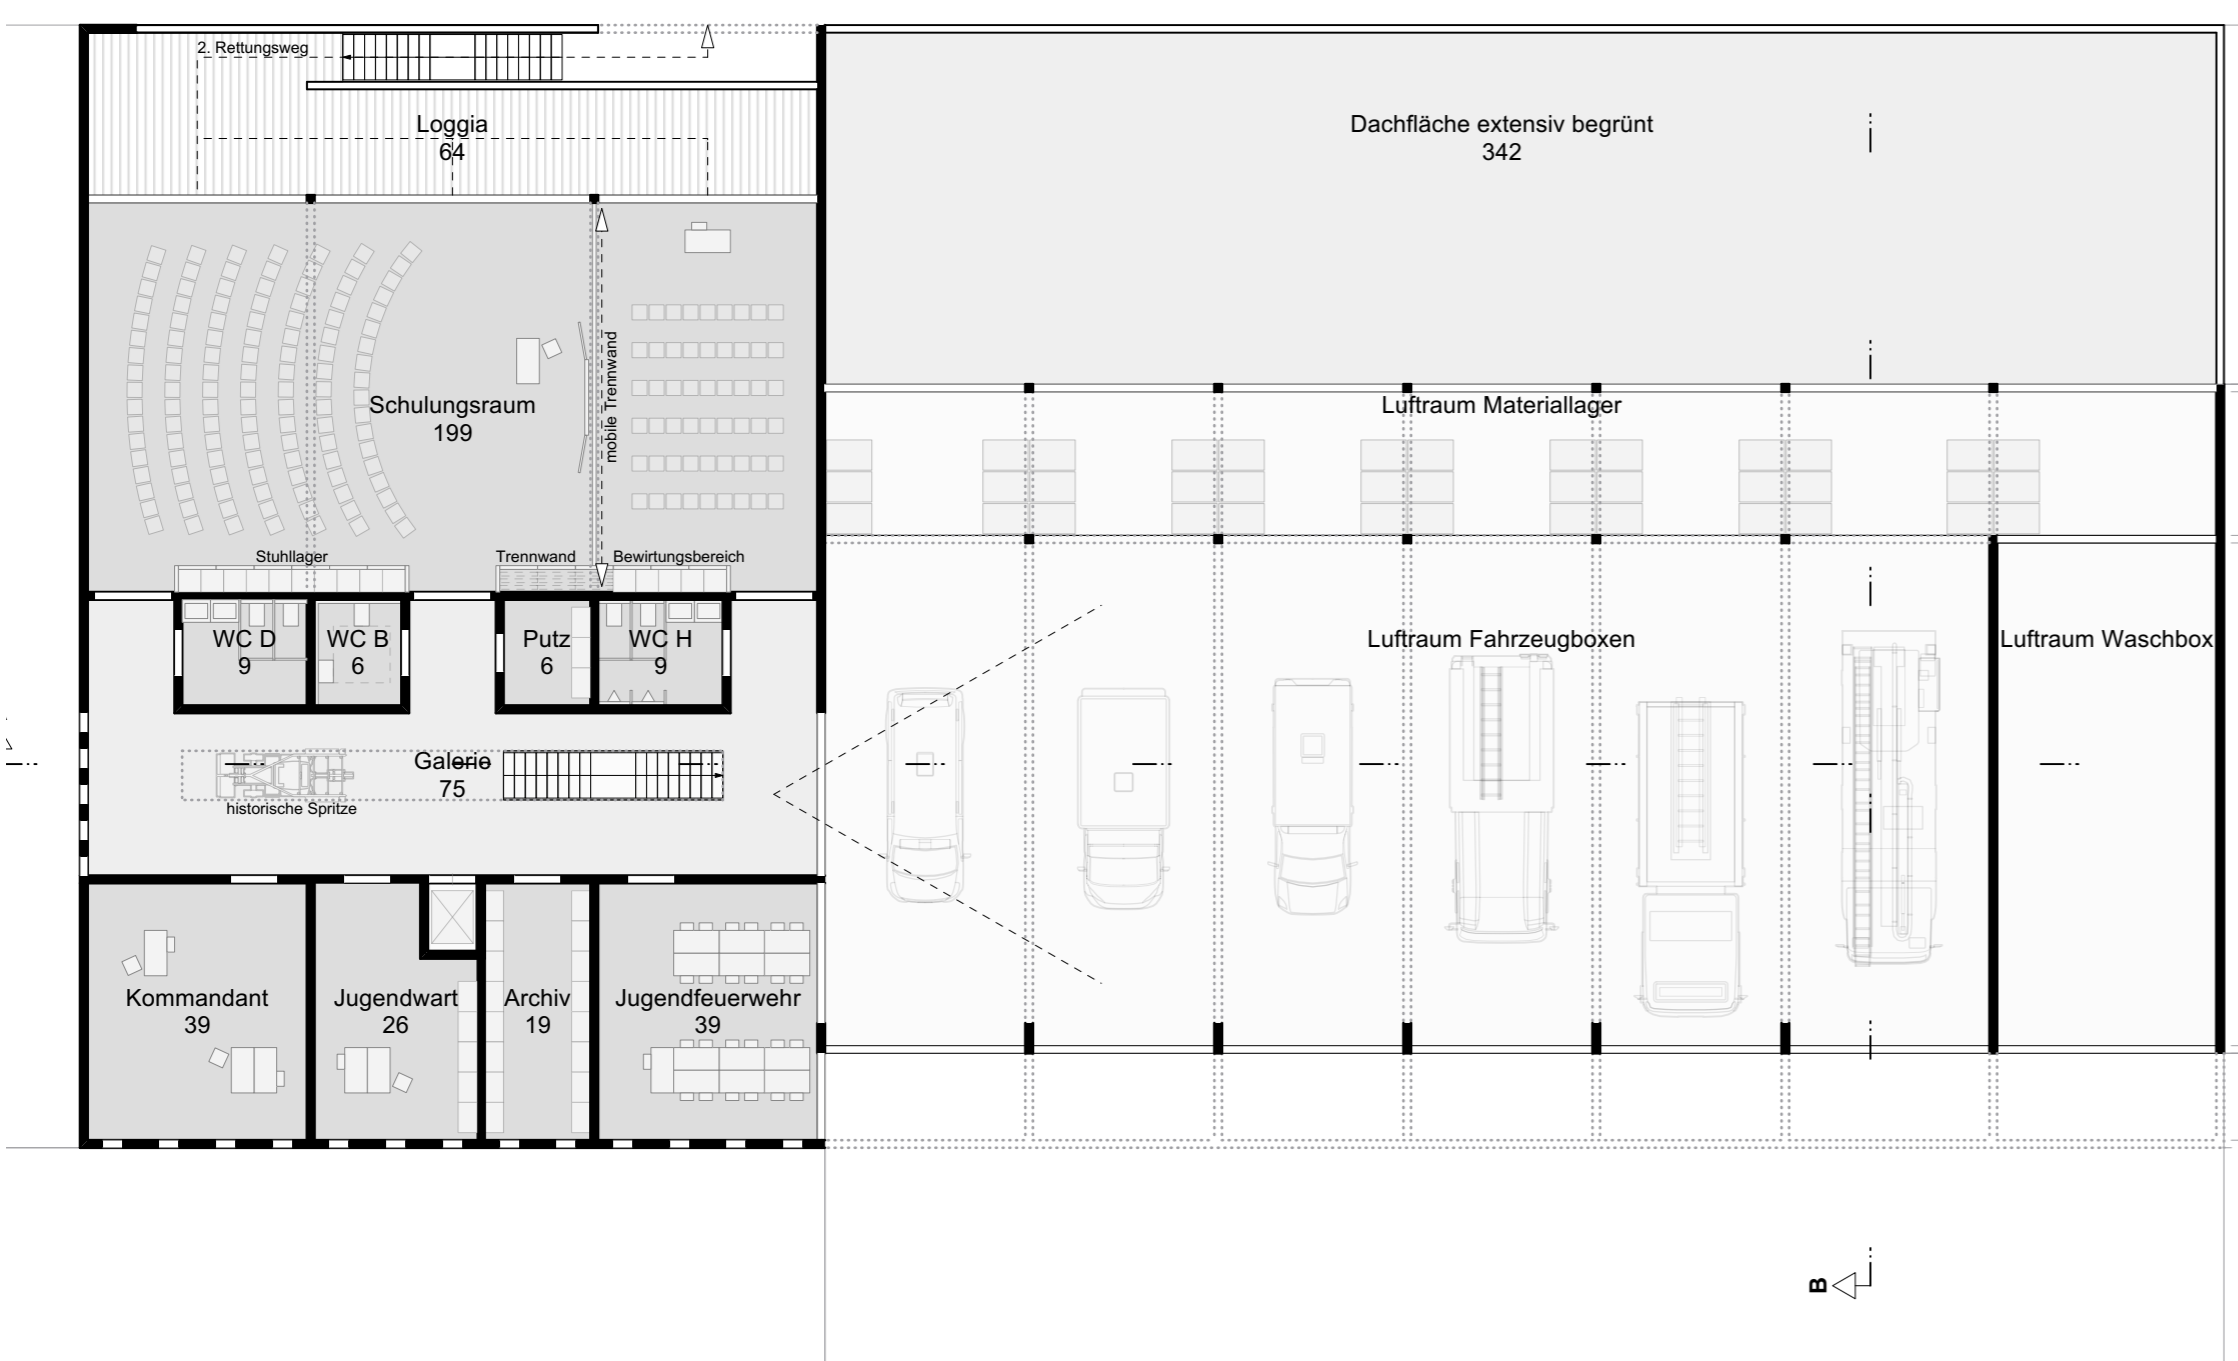 2. Rettungsweg
Loggia
64
Dachfläche extensiv begrünt
342
Luftraum Materiallager
mobile Trennwand
Schulungsraum
199
Stuhllager
Trennwand
Bewirtungsbereich
WC D
9
WC B
6
Putz
6
WC H
9
Luftraum Fahrzeugboxen
Luftraum Waschbox
Galerie
75
historische Spritze
Kommandant
39
Jugendwart
26
Archiv
19
Jugendfeuerwehr
39
B